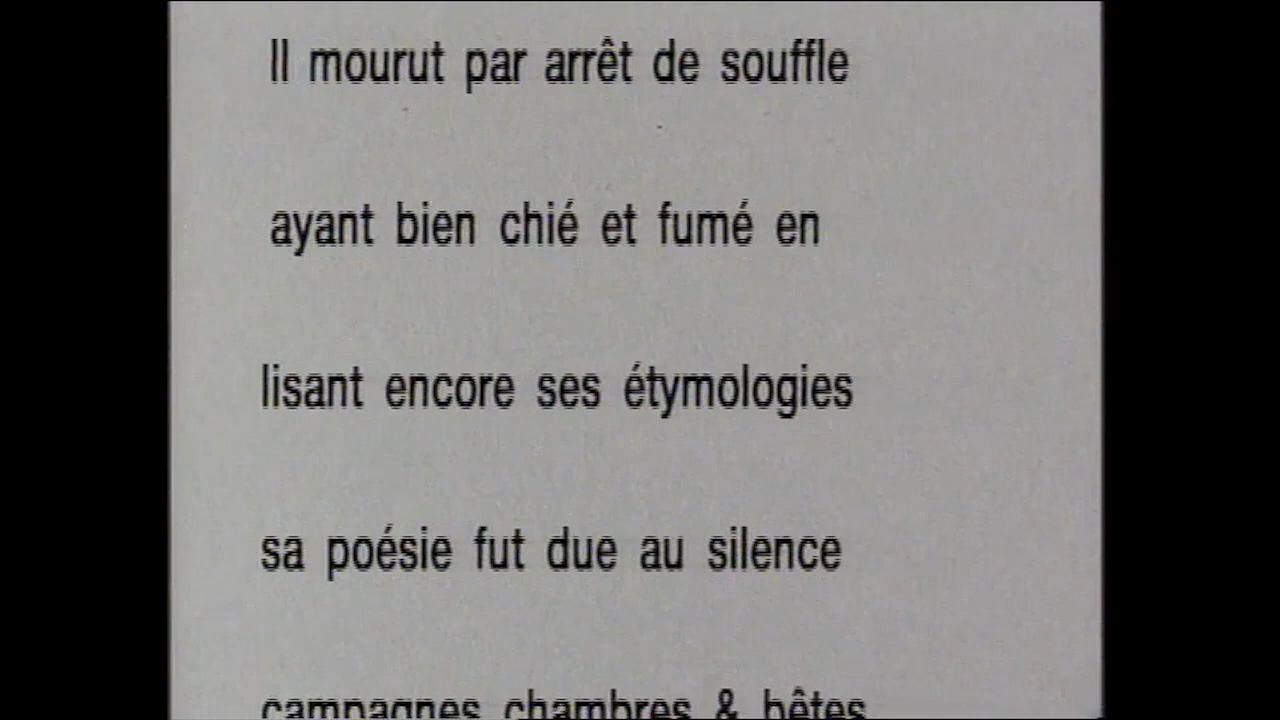 Il mourut par arrêt de souffle
ayant bien chié et fumé en
lisant encore ses étymologies
sa poésie fut due au silence
campagnes chambres & bêtes